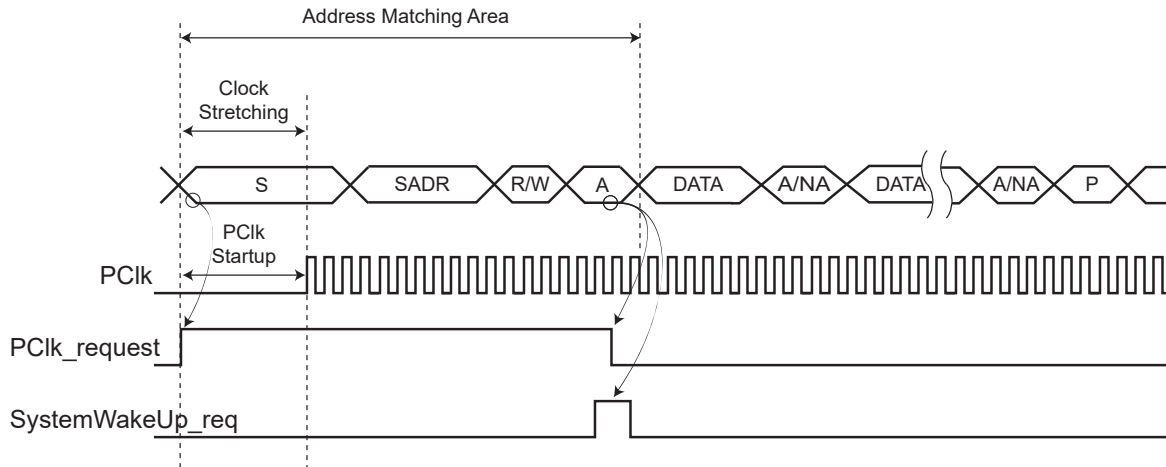 Address Matching Area
Clock
Stretching
S
SADR
R/W
A
DATA
A/NA
DATA
A/NA
P
PClk
Startup
PClk
PClk_request
SystemWakeUp_req